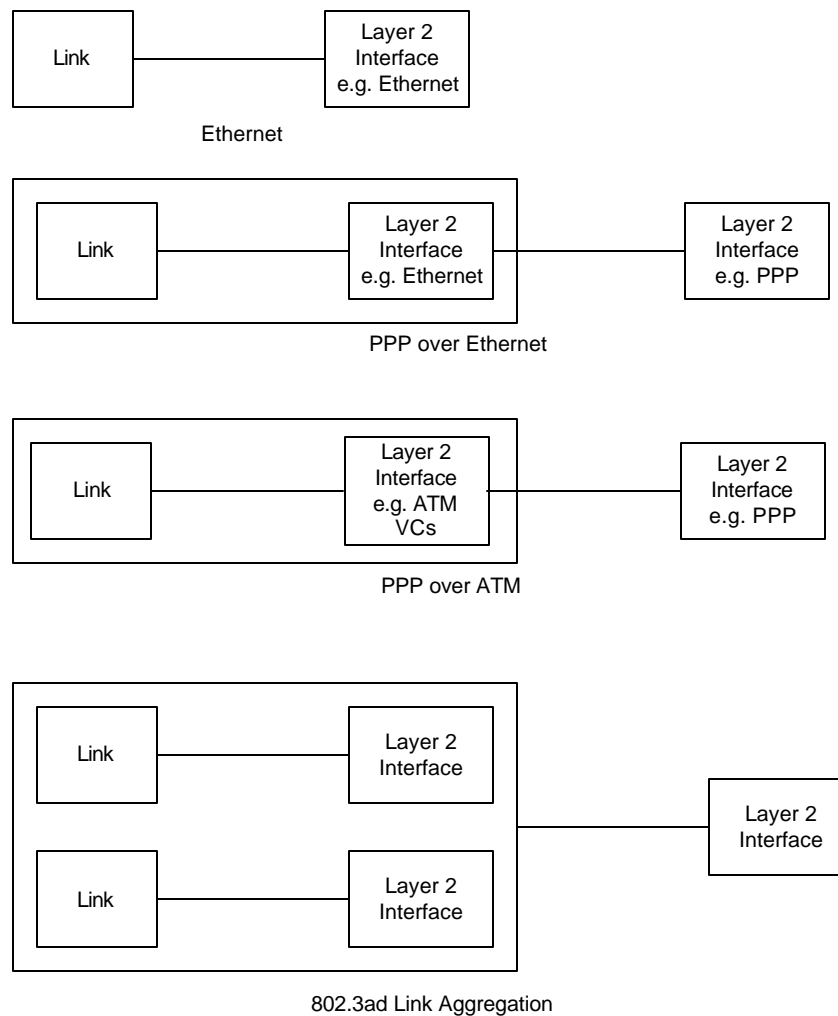 Link
Layer 2
Interface
e.g. Ethernet
Ethernet
Link
Layer 2
Interface
e.g. Ethernet
Layer 2
Interface
e.g. PPP
PPP over Ethernet
Link
Layer 2
Interface
e.g. ATM
VCs
Layer 2
Interface
e.g. PPP
PPP over ATM
Link
Layer 2
Interface
Link
Layer 2
Interface
Layer 2
Interface
802.3ad Link Aggregation